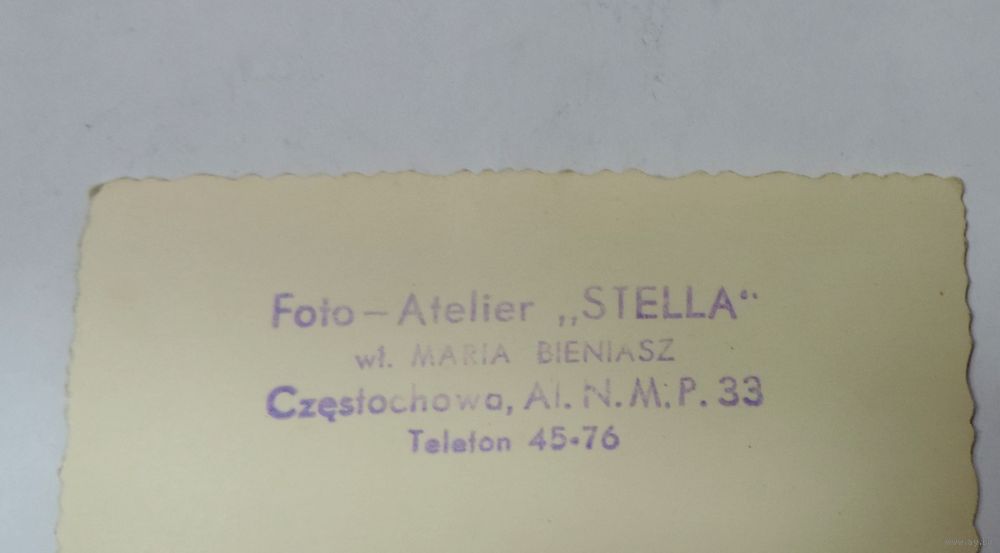 Foto – Atelier „STELLA“
wł. MARIA BIENIASZ
Częstochowa, Al. N.M.P. 33
Telefon 45-76